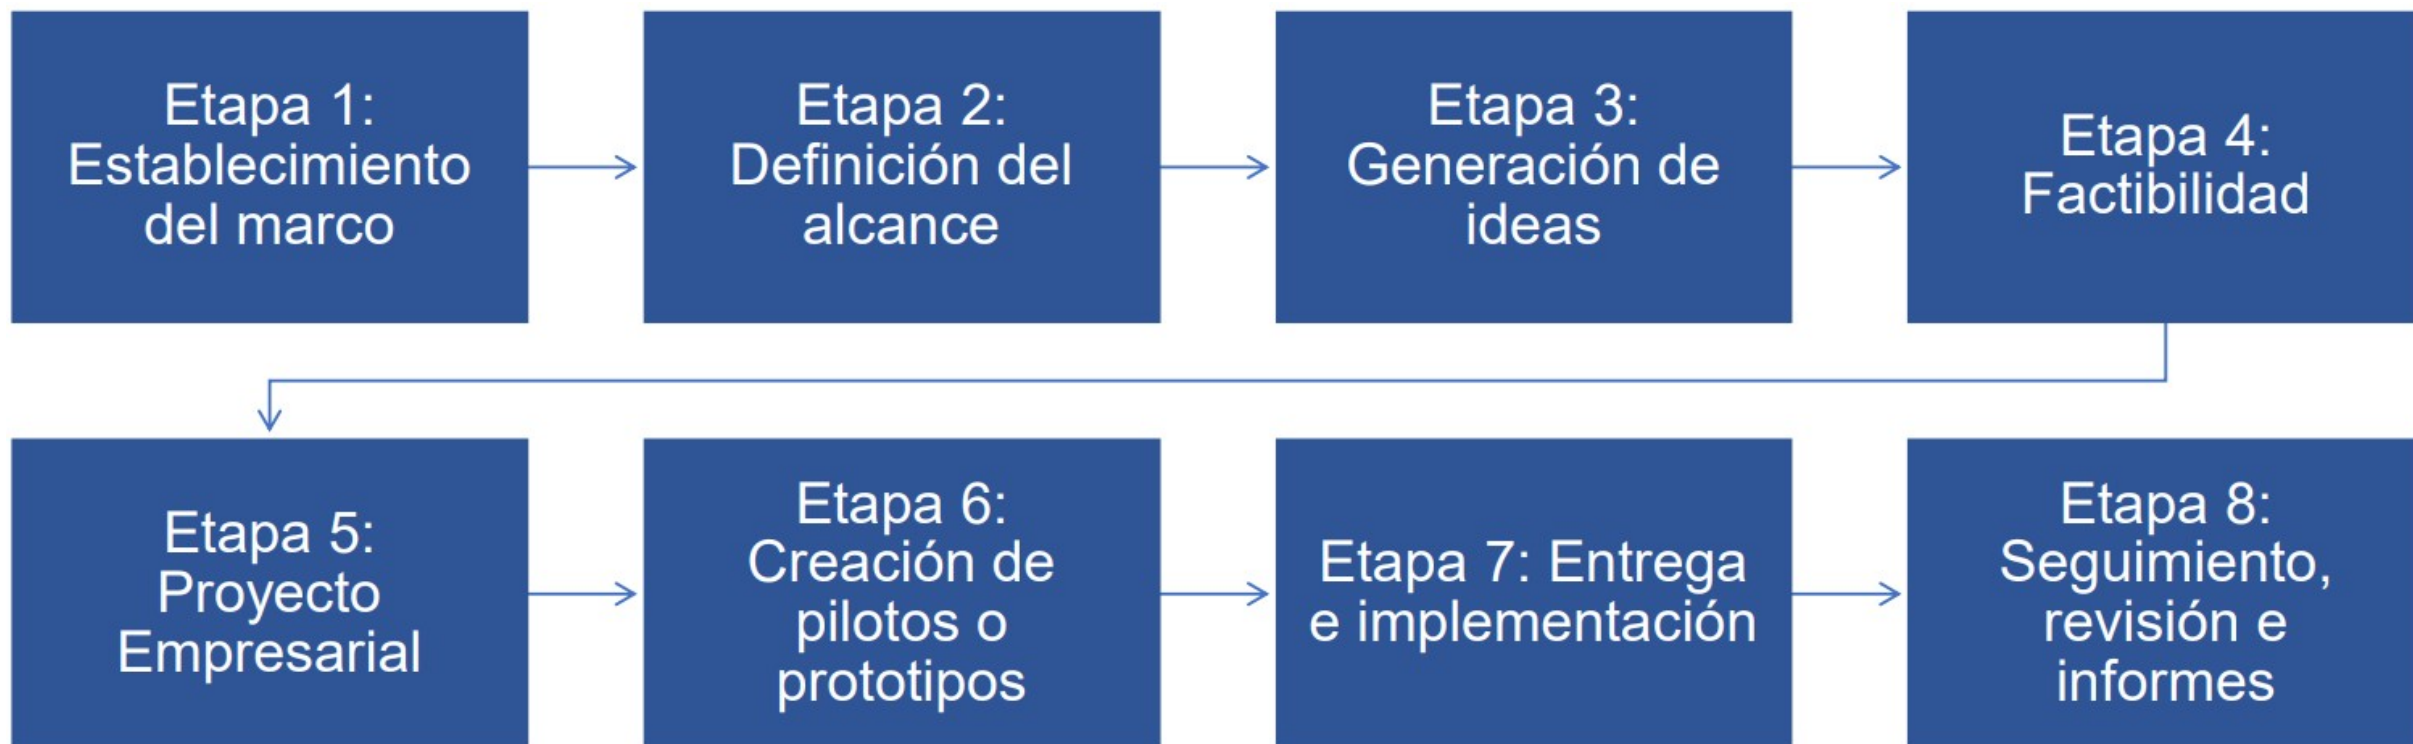 Etapa 1:
Establecimiento
del marco
Etapa 2:
Definición del
alcance
Etapa 3:
Generación de
ideas
Etapa 4:
Factibilidad
Etapa 5:
Proyecto
Empresarial
Etapa 6:
Creación de
pilotos o
prototipos
Etapa 7: Entrega
e implementación
Etapa 8:
Seguimiento,
revisión e
informes